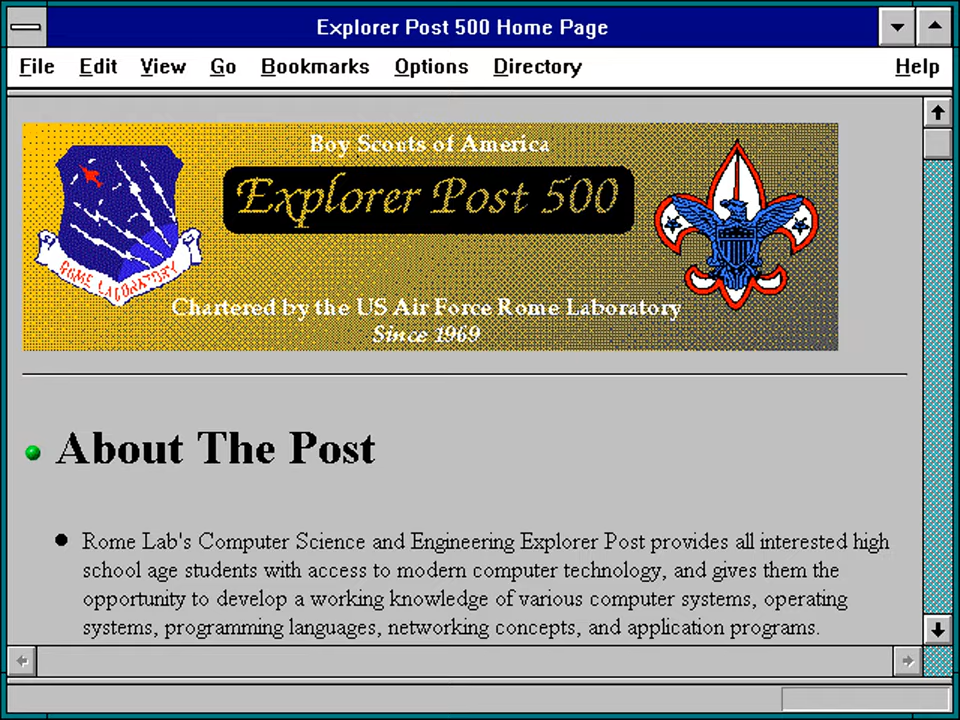 Explorer Post 500 Home Page
File Edit View Go Bookmarks Options Directory Help
Boy Scouts of America
Explorer Post 500
ROME LABORATORY
Chartered by the US Air Force Rome Laboratory
Since 1969
About The Post
Rome Lab's Computer Science and Engineering Explorer Post provides all interested high
school age students with access to modern computer technology, and gives them the
opportunity to develop a working knowledge of various computer systems, operating
systems, programming languages, networking concepts, and application programs.